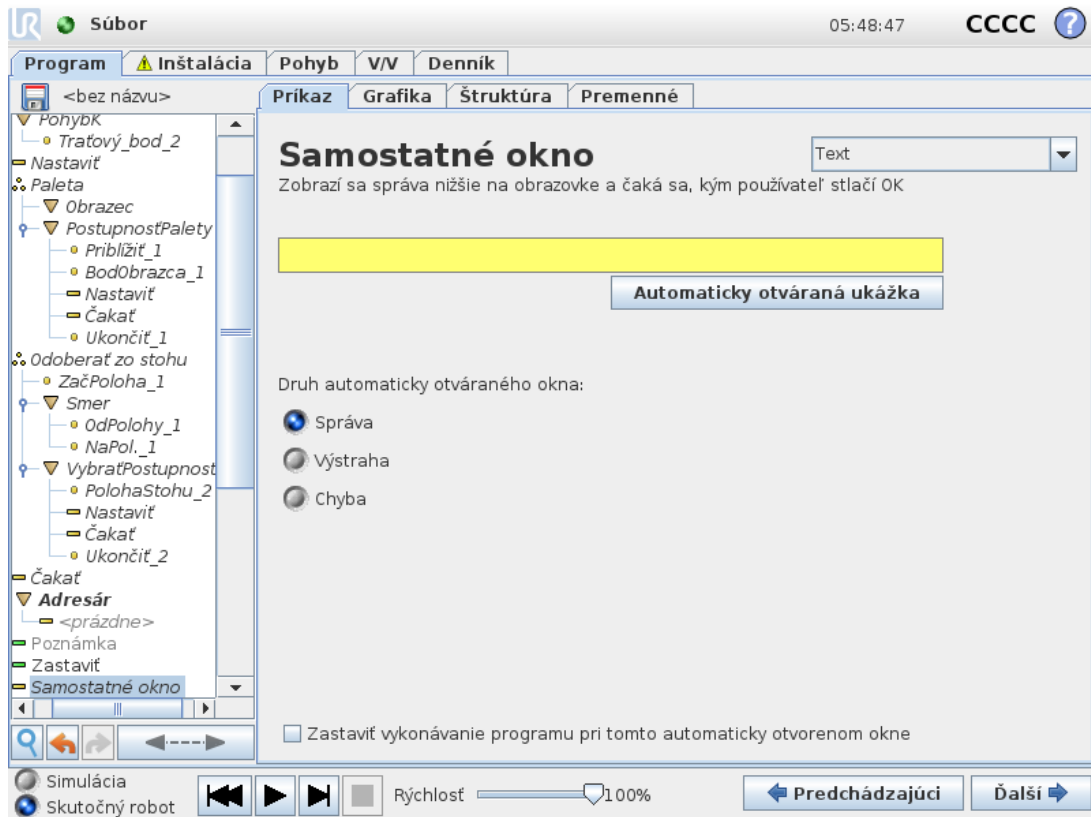 UR Súbor 05:48:47 CCCC ?
Program Inštalácia Pohyb V/V Denník
<bez názvu> Príkaz Grafika Štruktúra Premenné
PohybK
Traťový_bod_2
Nastaviť
Paleta
Obrazec
PostupnosťPalety
Priblížiť_1
BodObrazca_1
Nastaviť
Čakať
Ukončiť_1
Odoberať zo stohu
ZačPoloha_1
Smer
OdPolohy_1
NaPol._1
VybraťPostupnosť
PolohaStohu_2
Nastaviť
Čakať
Ukončiť_2
Čakať
Adresár
<prázdne>
Poznámka
Zastaviť
Samostatné okno
Samostatné okno
Text
Zobrazí sa správa nižšie na obrazovke a čaká sa, kým používateľ stlačí OK
Automaticky otváraná ukážka
Druh automaticky otváraného okna:
Správa
Výstraha
Chyba
Zastaviť vykonávanie programu pri tomto automaticky otvorenom okne
Simulácia
Skutočný robot
Rýchlosť 100%
Predchádzajúci Ďalší